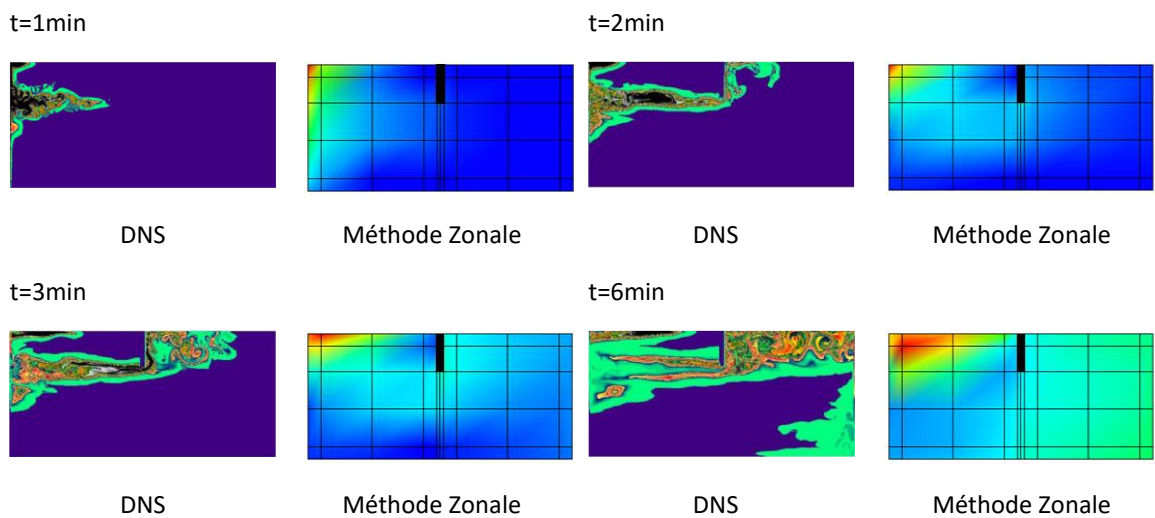 t=1min
t=2min
DNS
Méthode Zonale
DNS
Méthode Zonale
t=3min
t=6min
DNS
Méthode Zonale
DNS
Méthode Zonale